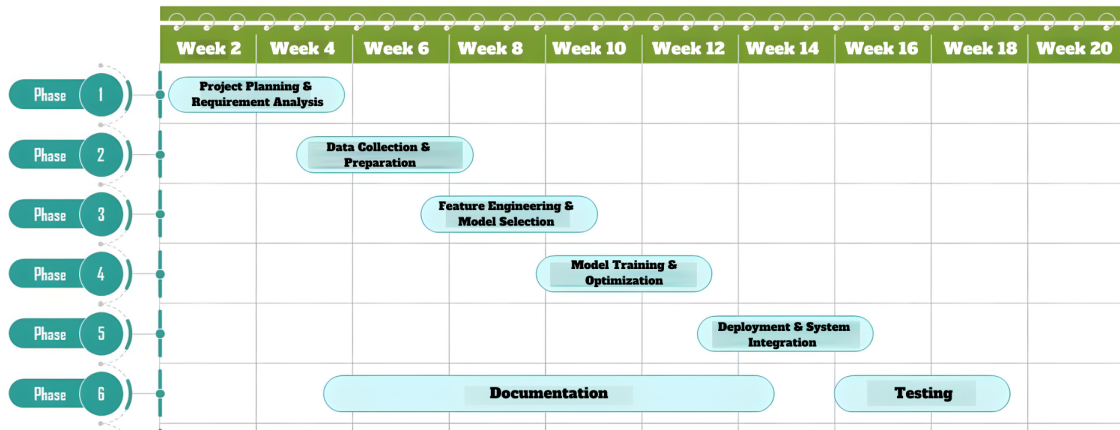 Week 2 Week 4 Week 6 Week 8 Week 10 Week 12 Week 14 Week 16 Week 18 Week 20
Phase 1
Project Planning &
Requirement Analysis
Phase 2
Data Collection &
Preparation
Phase 3
Feature Engineering &
Model Selection
Phase 4
Model Training &
Optimization
Phase 5
Deployment & System
Integration
Phase 6
Documentation
Testing